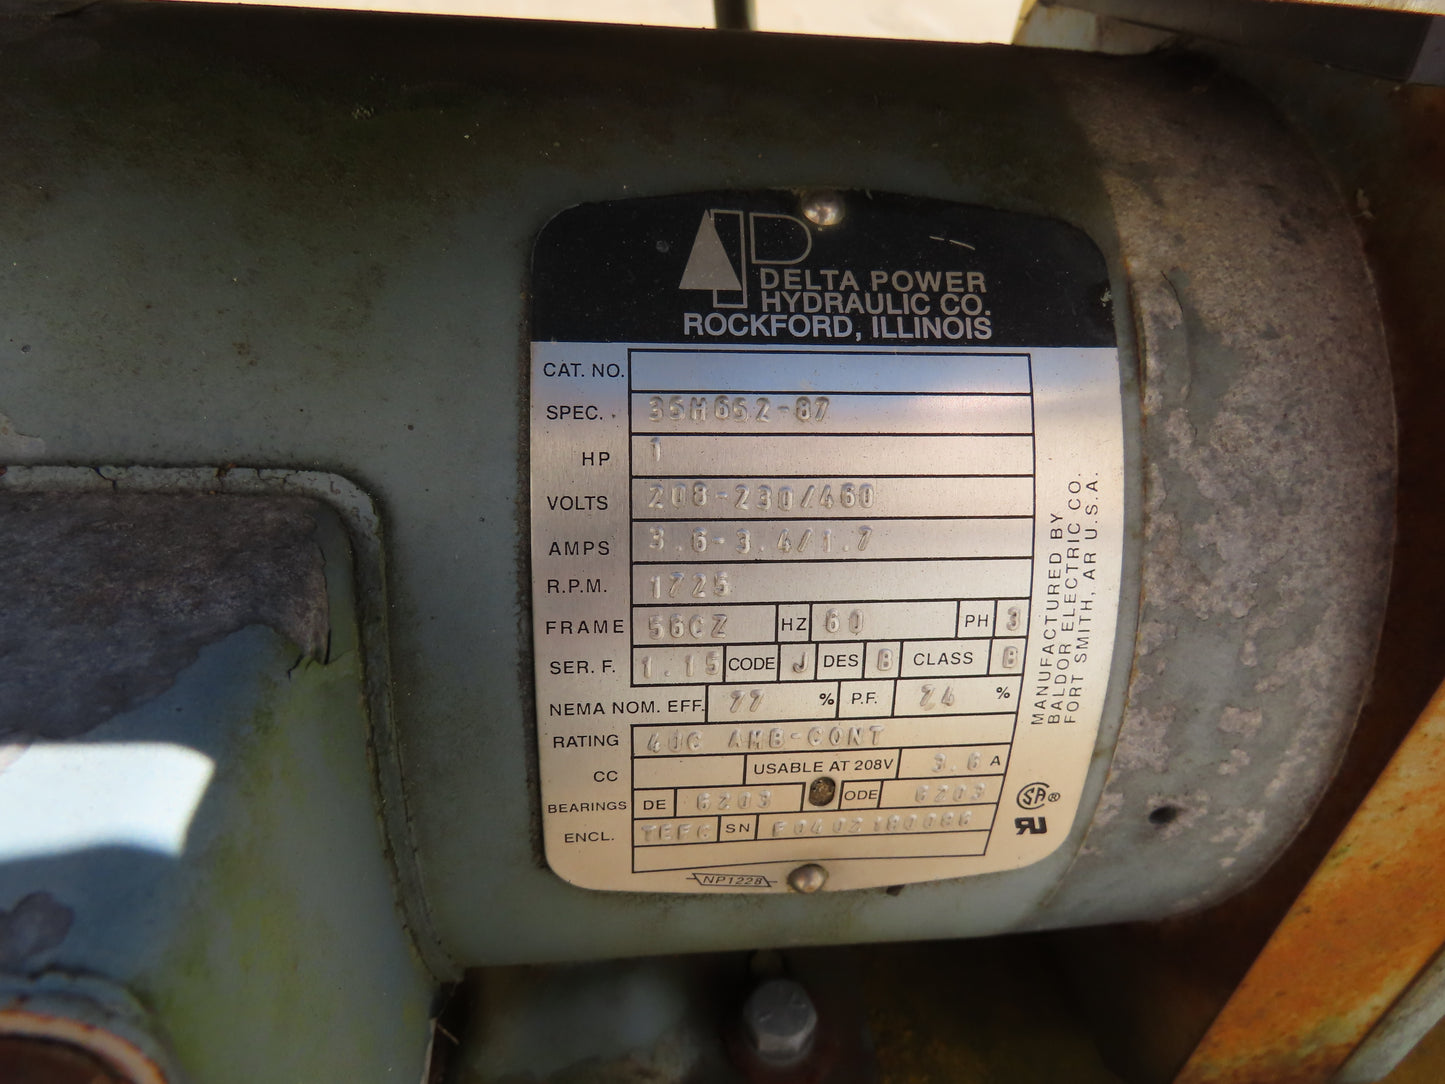 DELTA POWER
HYDRAULIC CO.
ROCKFORD, ILLINOIS
CAT. NO.
SPEC. 35M652-87
HP 1
VOLTS 208-230/460
AMPS 3.6-3.4/1.7
R.P.M. 1725
FRAME 56CZ HZ 60 PH 3
SER. F. 1.15 CODE J DES B CLASS B
NEMA NOM. EFF. 77 % P.F. 74 %
RATING 40C AMB-CONT
CC USABLE AT 208V 3.6 A
BEARINGS DE 6203 ODE 6203
ENCL. TEFC SN
NP1228
MANUFACTURED BY
BALDOR ELECTRIC CO.
FORT SMITH, AR U.S.A.
SA ®
RU